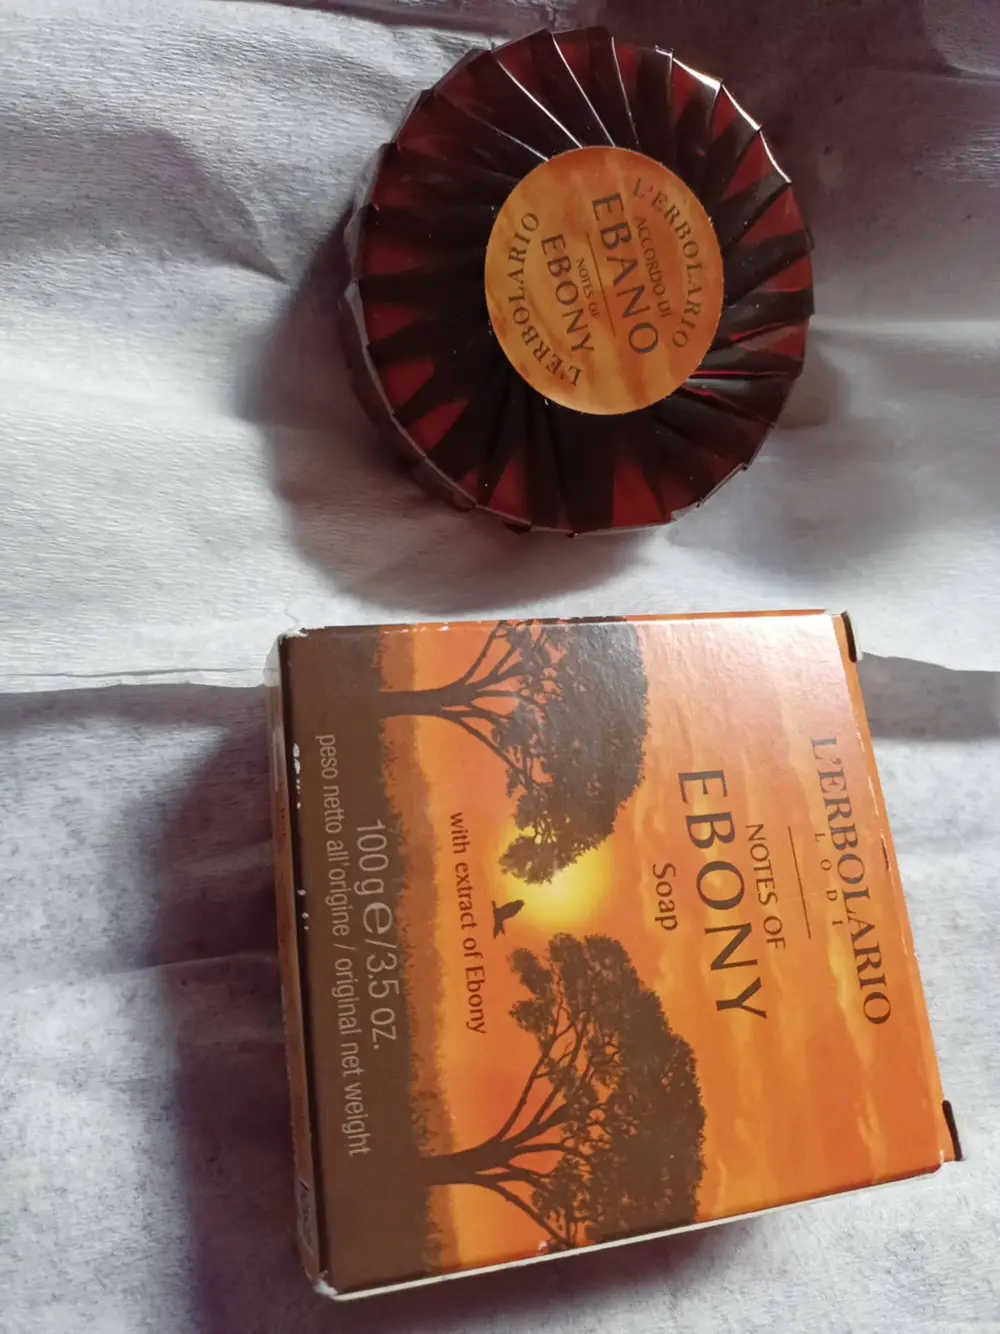 L'ERBOLARIO
ACCORDO DI
EBANO
NOTES OF
EBONY
L'ERBOLARIO
L'ERBOLARIO
LODI
NOTES OF
EBONY
Soap
with extract of Ebony
100 g e/3.5 oz.
peso netto all'origine / original net weight